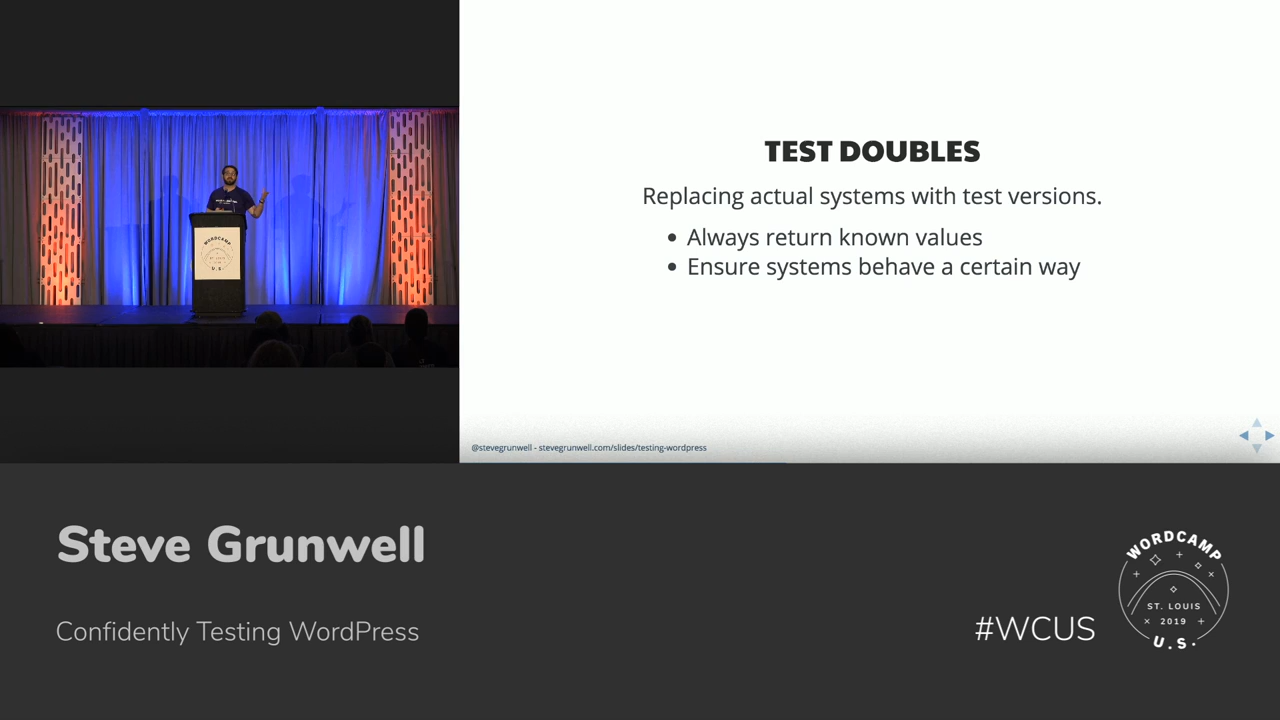 TEST DOUBLES
Replacing actual systems with test versions.
• Always return known values
• Ensure systems behave a certain way
@stevegrunwell - stevegrunwell.com/slides/testing-wordpress
WORDCAMP
U.S.
Steve Grunwell
Confidently Testing WordPress
#WCUS
WORDCAMP
ST. LOUIS
2019
U.S.